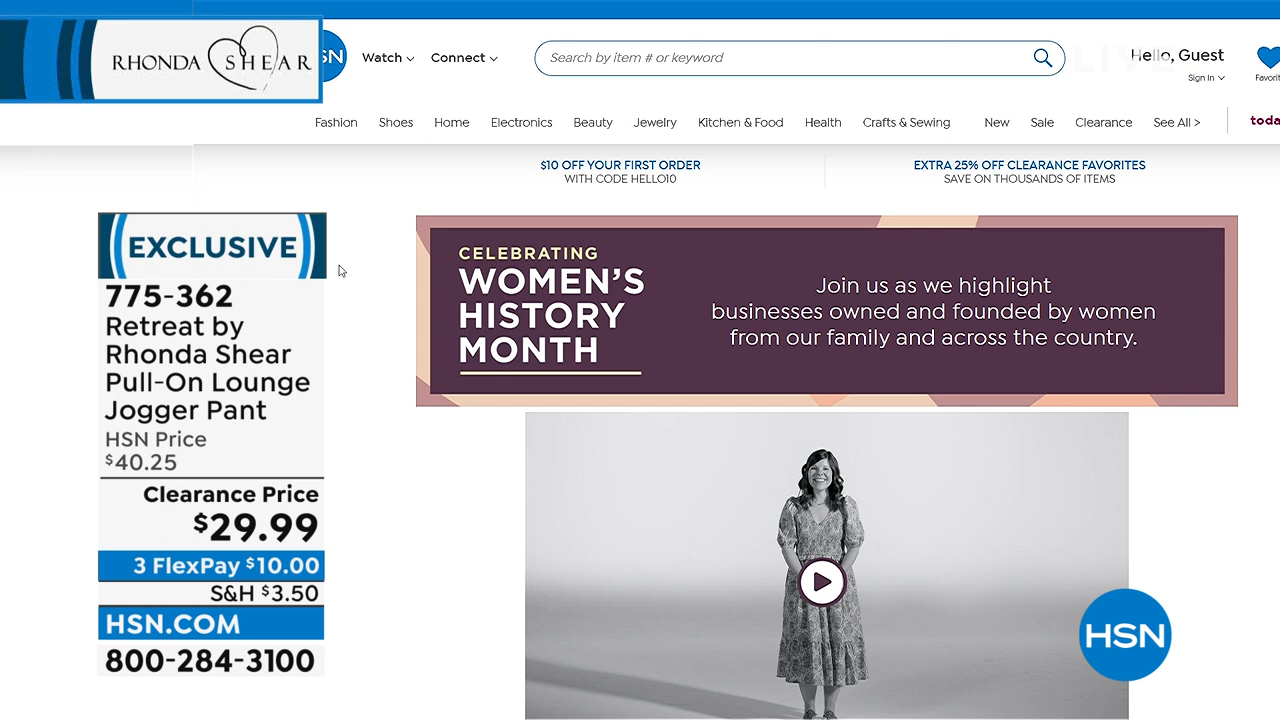 RHONDA SHEAR
SN
Watch
Connect
Search by item # or keyword
LIVE
Hello, Guest
Sign In
Favorit
Fashion
Shoes
Home
Electronics
Beauty
Jewelry
Kitchen & Food
Health
Crafts & Sewing
New
Sale
Clearance
See All >
toda
$10 OFF YOUR FIRST ORDER
WITH CODE HELLO10
EXTRA 25% OFF CLEARANCE FAVORITES
SAVE ON THOUSANDS OF ITEMS
EXCLUSIVE
775-362
Retreat by
Rhonda Shear
Pull-On Lounge
Jogger Pant
HSN Price
$40.25
Clearance Price
$29.99
3 FlexPay $10.00
S&H $3.50
HSN.COM
800-284-3100
CELEBRATING
WOMEN'S
HISTORY
MONTH
Join us as we highlight
businesses owned and founded by women
from our family and across the country.
HSN